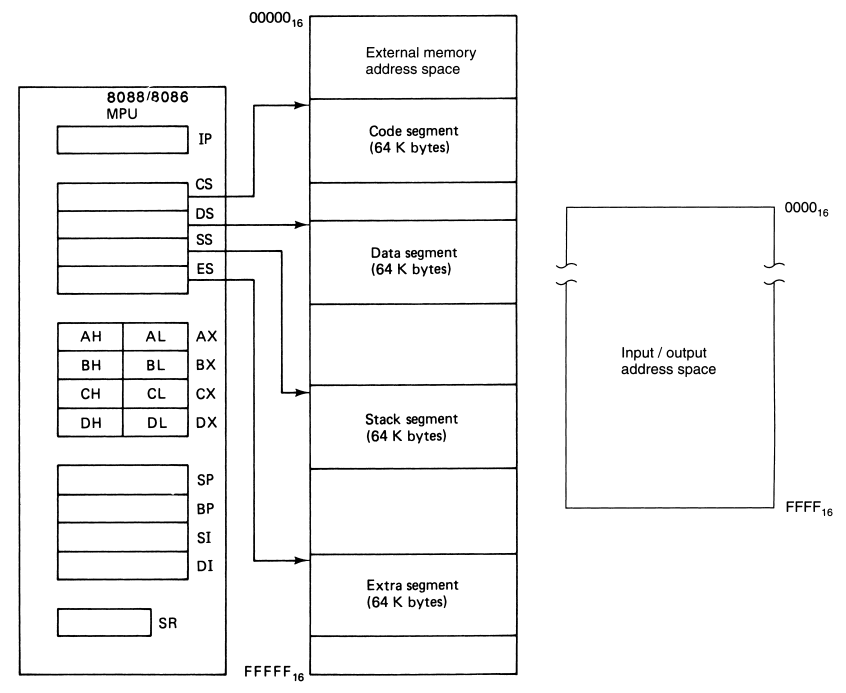 8088/8086
MPU
IP
CS
DS
SS
ES
AH AL AX
BH BL BX
CH CL CX
DH DL DX
SP
BP
SI
DI
SR
00000₁₆
External memory
address space
Code segment
(64 K bytes)
Data segment
(64 K bytes)
Stack segment
(64 K bytes)
Extra segment
(64 K bytes)
FFFFF₁₆
0000₁₆
Input / output
address space
FFFF₁₆